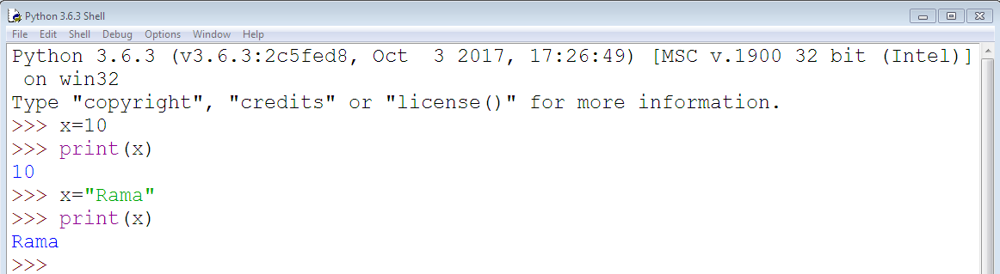 Python 3.6.3 Shell
File Edit Shell Debug Options Window Help
Python 3.6.3 (v3.6.3:2c5fed8, Oct  3 2017, 17:26:49) [MSC v.1900 32 bit (Intel)]
 on win32
Type "copyright", "credits" or "license()" for more information.
>>> x=10
>>> print(x)
10
>>> x="Rama"
>>> print(x)
Rama
>>>